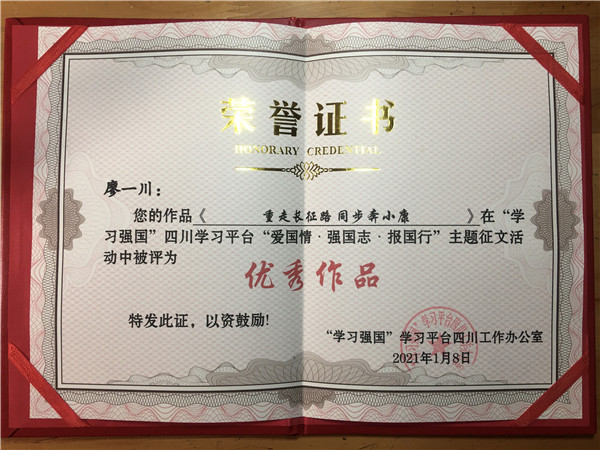 荣誉证书
HONORARY CREDENTIAL
廖一川：
您的作品《 重走长征路 同步奔小康 》在“学
习强国”四川学习平台“爱国情·强国志·报国行”主题征文活
动中被评为
优秀作品
特发此证，以资鼓励！
“学习强国”学习平台四川工作办公室
2021年1月8日